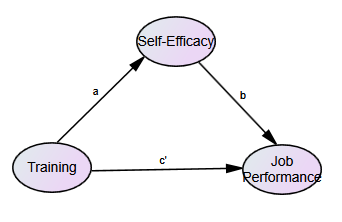 Self-Efficacy
a
b
Training
c'
Job
Performance